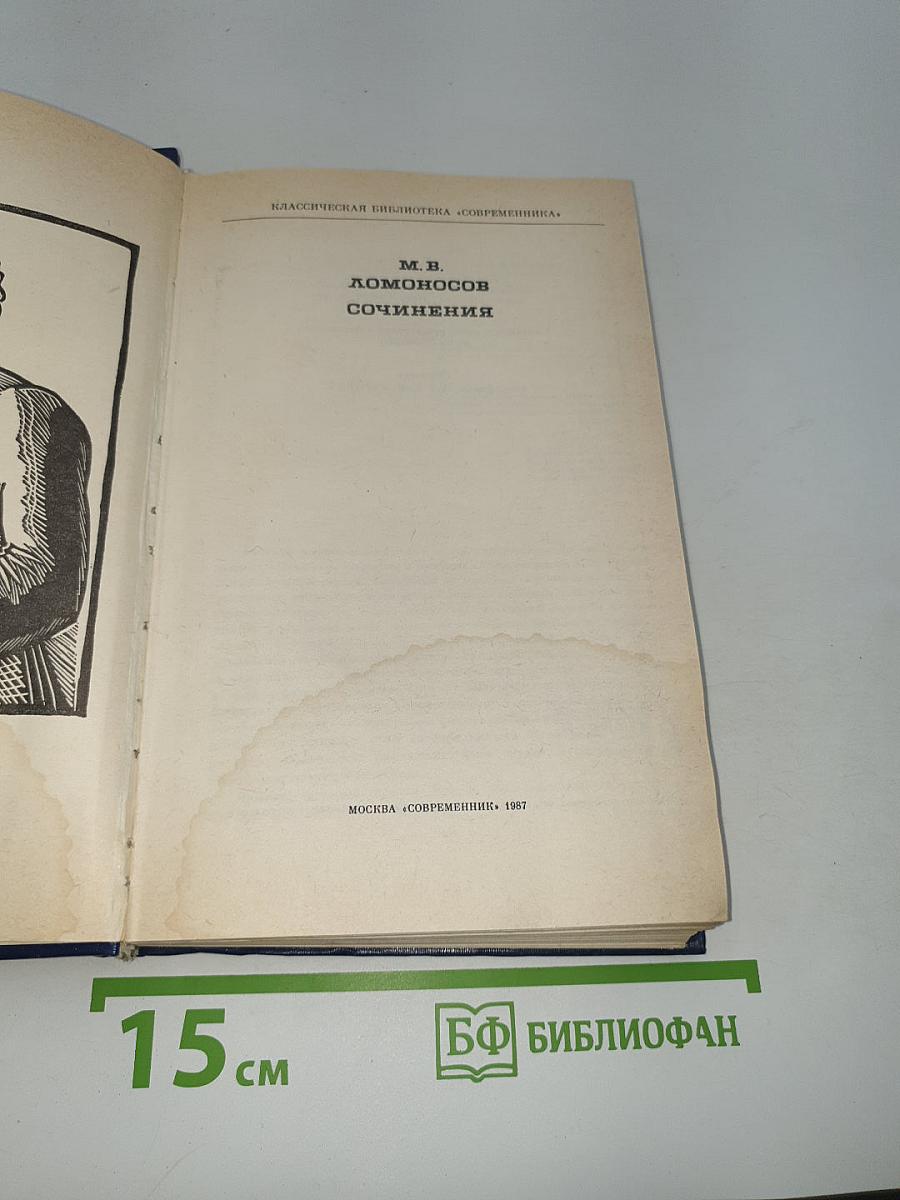 КЛАССИЧЕСКАЯ БИБЛИОТЕКА «СОВРЕМЕННИКА»
М. В.
ЛОМОНОСОВ
СОЧИНЕНИЯ
МОСКВА «СОВРЕМЕННИК» 1987
15 см
БФ БИБЛИОФАН